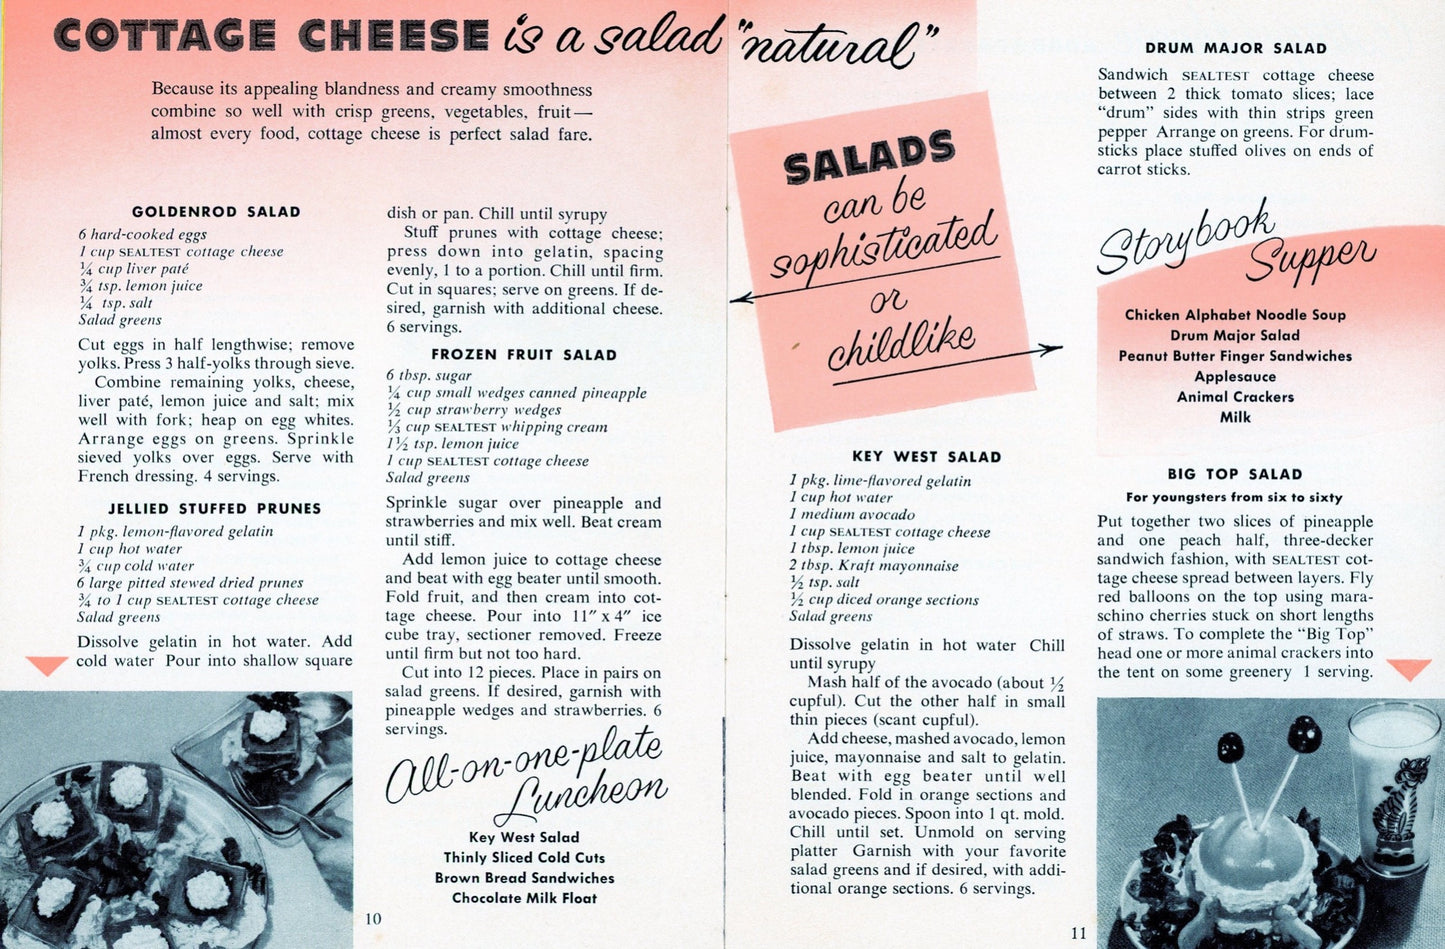 COTTAGE CHEESE is a salad "natural"
Because its appealing blandness and creamy smoothness
combine so well with crisp greens, vegetables, fruit—
almost every food, cottage cheese is perfect salad fare.
GOLDENROD SALAD
6 hard-cooked eggs
1 cup SEALTEST cottage cheese
¼ cup liver paté
¾ tsp. lemon juice
¼ tsp. salt
Salad greens
Cut eggs in half lengthwise; remove
yolks. Press 3 half-yolks through sieve.
Combine remaining yolks, cheese,
liver paté, lemon juice and salt; mix
well with fork; heap on egg whites.
Arrange eggs on greens. Sprinkle
sieved yolks over eggs. Serve with
French dressing. 4 servings.
JELLIED STUFFED PRUNES
1 pkg. lemon-flavored gelatin
1 cup hot water
¾ cup cold water
6 large pitted stewed dried prunes
¾ to 1 cup SEALTEST cottage cheese
Salad greens
Dissolve gelatin in hot water. Add
cold water Pour into shallow square
dish or pan. Chill until syrupy
Stuff prunes with cottage cheese;
press down into gelatin, spacing
evenly, 1 to a portion. Chill until firm.
Cut in squares; serve on greens. If de-
sired, garnish with additional cheese.
6 servings.
FROZEN FRUIT SALAD
6 tbsp. sugar
¼ cup small wedges canned pineapple
½ cup strawberry wedges
⅓ cup SEALTEST whipping cream
1½ tsp. lemon juice
1 cup SEALTEST cottage cheese
Salad greens
Sprinkle sugar over pineapple and
strawberries and mix well. Beat cream
until stiff.
Add lemon juice to cottage cheese
and beat with egg beater until smooth.
Fold fruit, and then cream into cot-
tage cheese. Pour into 11" x 4" ice
cube tray, sectioner removed. Freeze
until firm but not too hard.
Cut into 12 pieces. Place in pairs on
salad greens. If desired, garnish with
pineapple wedges and strawberries. 6
servings.
All-on-one-plate
Luncheon
Key West Salad
Thinly Sliced Cold Cuts
Brown Bread Sandwiches
Chocolate Milk Float
10
SALADS
can be
sophisticated
or
childlike
KEY WEST SALAD
1 pkg. lime-flavored gelatin
1 cup hot water
1 medium avocado
1 cup SEALTEST cottage cheese
1 tbsp. lemon juice
2 tbsp. Kraft mayonnaise
½ tsp. salt
½ cup diced orange sections
Salad greens
Dissolve gelatin in hot water Chill
until syrupy
Mash half of the avocado (about ½
cupful). Cut the other half in small
thin pieces (scant cupful).
Add cheese, mashed avocado, lemon
juice, mayonnaise and salt to gelatin.
Beat with egg beater until well
blended. Fold in orange sections and
avocado pieces. Spoon into 1 qt. mold.
Chill until set. Unmold on serving
platter Garnish with your favorite
salad greens and if desired, with addi-
tional orange sections. 6 servings.
DRUM MAJOR SALAD
Sandwich SEALTEST cottage cheese
between 2 thick tomato slices; lace
"drum" sides with thin strips green
pepper Arrange on greens. For drum-
sticks place stuffed olives on ends of
carrot sticks.
Storybook
Supper
Chicken Alphabet Noodle Soup
Drum Major Salad
Peanut Butter Finger Sandwiches
Applesauce
Animal Crackers
Milk
BIG TOP SALAD
For youngsters from six to sixty
Put together two slices of pineapple
and one peach half, three-decker
sandwich fashion, with SEALTEST cot-
tage cheese spread between layers. Fly
red balloons on the top using mara-
schino cherries stuck on short lengths
of straws. To complete the "Big Top"
head one or more animal crackers into
the tent on some greenery 1 serving.
11